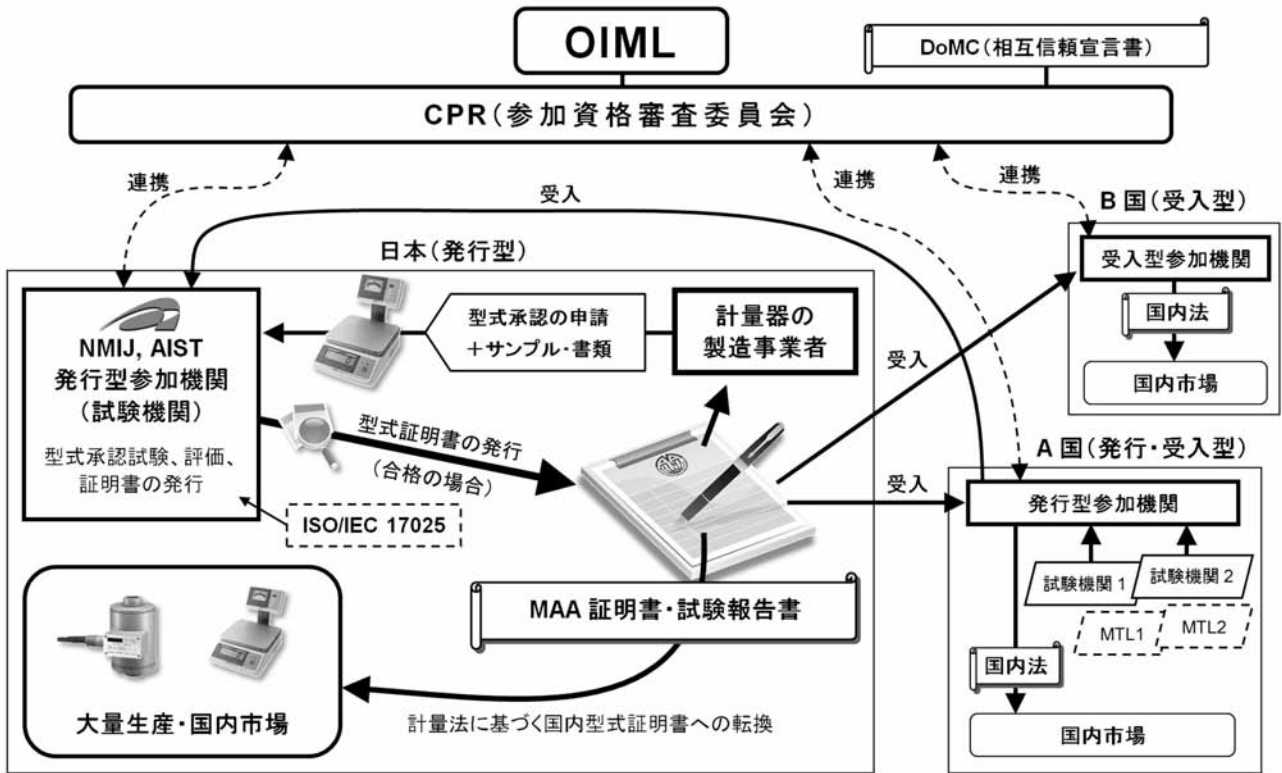 OIML
DoMC(相互信頼宣言書)
CPR(参加資格審査委員会)
連携
連携
連携
受入
B 国(受入型)
受入型参加機関
国内法
国内市場
日本(発行型)
NMIJ, AIST
発行型参加機関
(試験機関)
型式承認試験、評価、
証明書の発行
ISO/IEC 17025
型式承認の申請
+サンプル・書類
計量器の
製造事業者
受入
型式証明書の発行
(合格の場合)
受入
A 国(発行・受入型)
発行型参加機関
試験機関 1
試験機関 2
MTL1
MTL2
国内法
国内市場
MAA 証明書・試験報告書
大量生産・国内市場
計量法に基づく国内型式証明書への転換